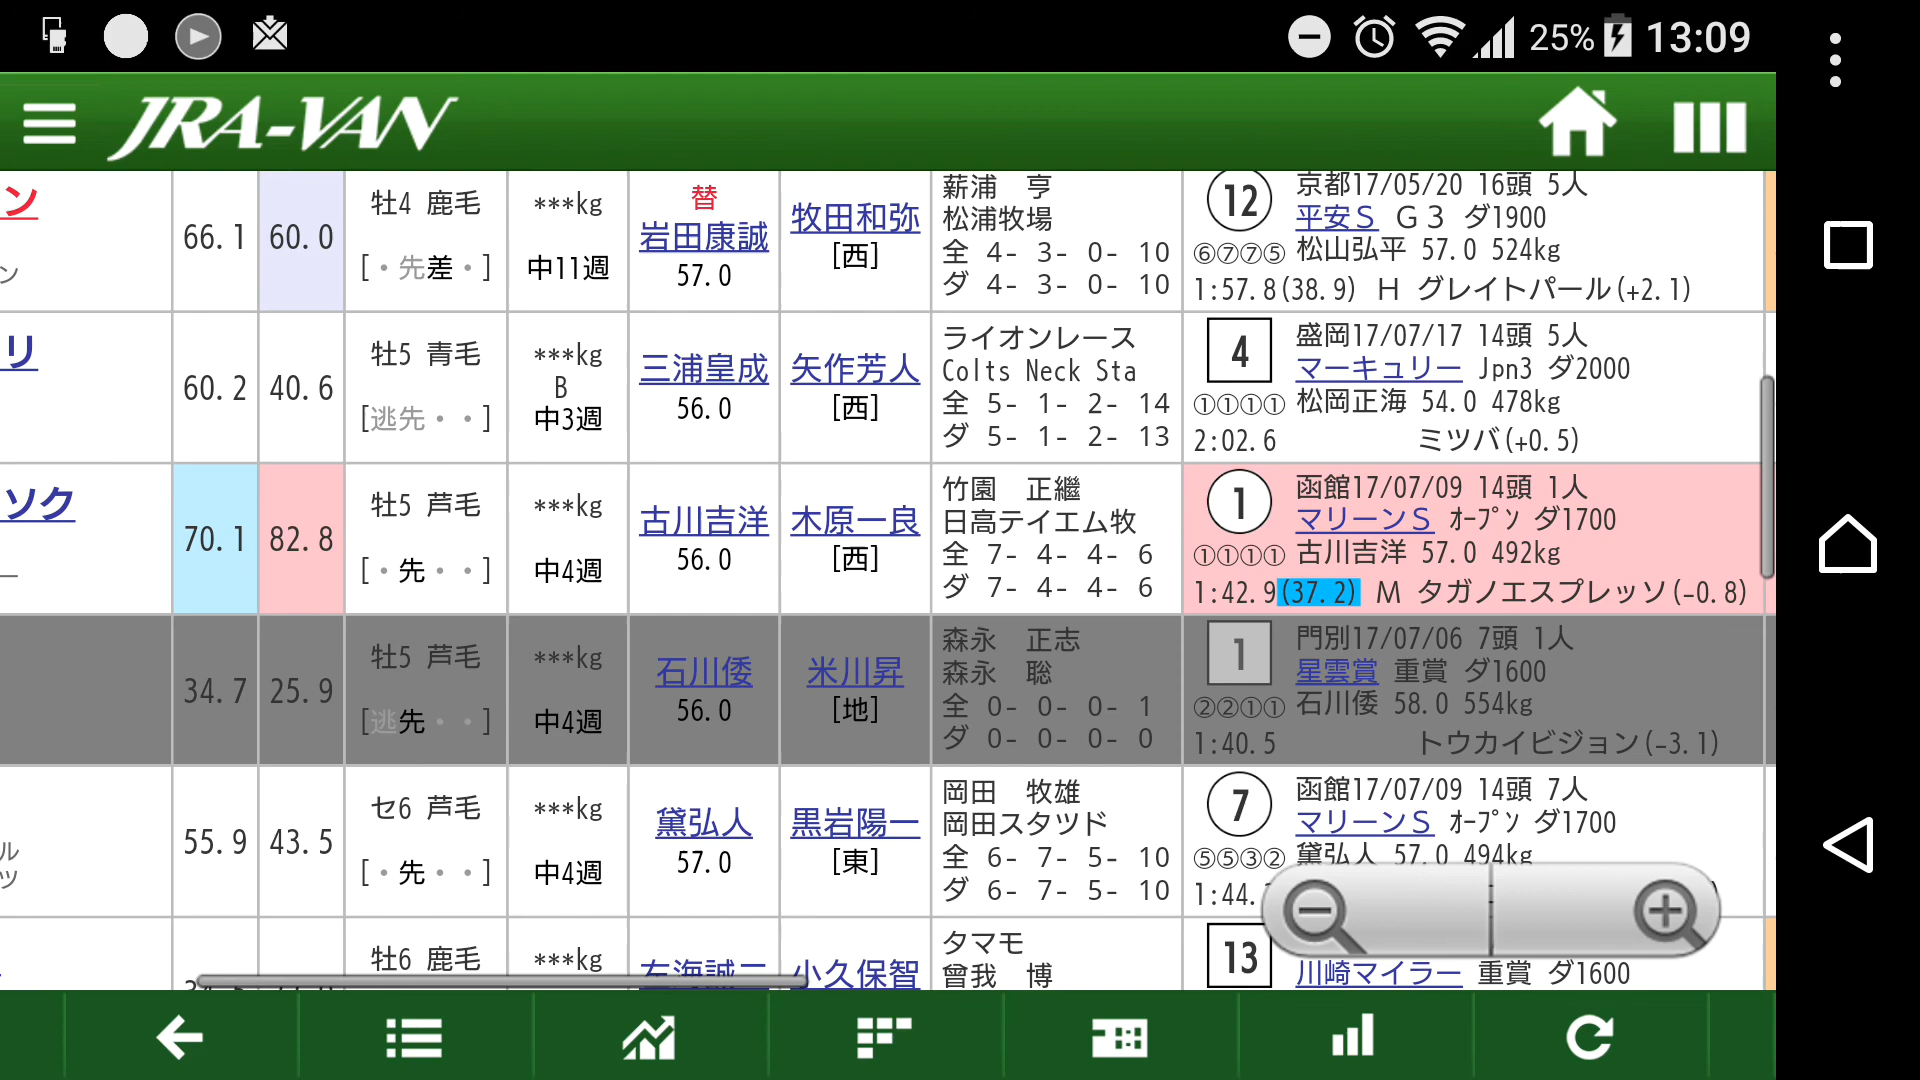 25% 13:09
JRA-VAN
ン
ン
66.1
60.0
牡4 鹿毛
[・先差・]
***kg
中11週
替
岩田康誠
57.0
牧田和弥
[西]
薪浦 亨
松浦牧場
全 4- 3- 0- 10
ダ 4- 3- 0- 10
12
京都17/05/20 16頭 5人
平安Ｓ Ｇ３ ダ1900
⑥⑦⑦⑤ 松山弘平 57.0 524kg
1:57.8(38.9) H グレイトパール(+2.1)
リ
60.2
40.6
牡5 青毛
[逃先・・]
***kg
B
中3週
三浦皇成
56.0
矢作芳人
[西]
ライオンレース
Colts Neck Sta
全 5- 1- 2- 14
ダ 5- 1- 2- 13
4
盛岡17/07/17 14頭 5人
マーキュリー Jpn3 ダ2000
①①①① 松岡正海 54.0 478kg
2:02.6 ミツバ(+0.5)
ソク
ー
70.1
82.8
牡5 芦毛
[・先・・]
***kg
中4週
古川吉洋
56.0
木原一良
[西]
竹園 正繼
日高テイエム牧
全 7- 4- 4- 6
ダ 7- 4- 4- 6
1
函館17/07/09 14頭 1人
マリーンＳ ｵｰﾌﾟﾝ ダ1700
①①①① 古川吉洋 57.0 492kg
1:42.9(37.2) M タガノエスプレッソ(-0.8)
34.7
25.9
牡5 芦毛
[逃先・・]
***kg
中4週
石川倭
56.0
米川昇
[地]
森永 正志
森永 聡
全 0- 0- 0- 1
ダ 0- 0- 0- 0
1
門別17/07/06 7頭 1人
星雲賞 重賞 ダ1600
②②①① 石川倭 58.0 554kg
1:40.5 トウカイビジョン(-3.1)
ル
ツ
55.9
43.5
セ6 芦毛
[・先・・]
***kg
中4週
黛弘人
57.0
黒岩陽一
[東]
岡田 牧雄
岡田スタツド
全 6- 7- 5- 10
ダ 6- 7- 5- 10
7
函館17/07/09 14頭 7人
マリーンＳ ｵｰﾌﾟﾝ ダ1700
⑤⑤③② 黛弘人 57.0 494kg
1:44.
牡6 鹿毛
***kg
左海誠二
小久保智
タマモ
曾我 博
13
川崎マイラー 重賞 ダ1600